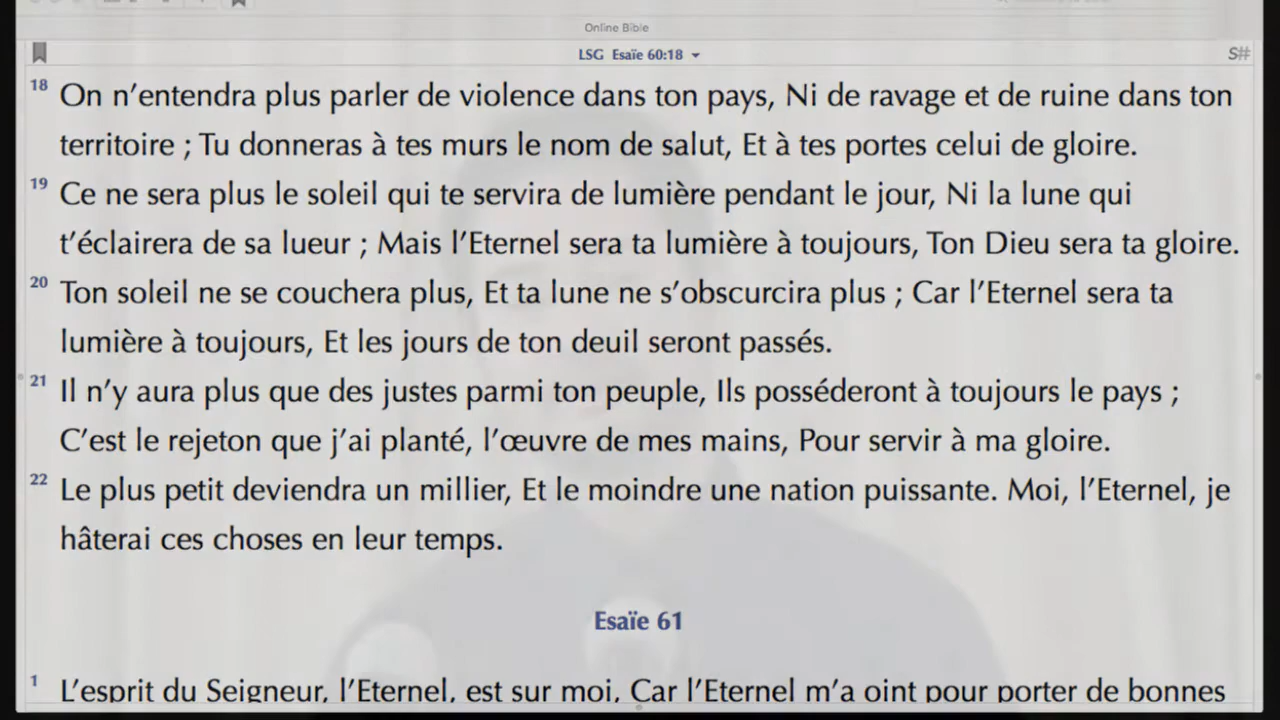 Online Bible
LSG Esaïe 60:18
S#
18 On n’entendra plus parler de violence dans ton pays, Ni de ravage et de ruine dans ton
territoire ; Tu donneras à tes murs le nom de salut, Et à tes portes celui de gloire.
19 Ce ne sera plus le soleil qui te servira de lumière pendant le jour, Ni la lune qui
t’éclairera de sa lueur ; Mais l’Eternel sera ta lumière à toujours, Ton Dieu sera ta gloire.
20 Ton soleil ne se couchera plus, Et ta lune ne s’obscurcira plus ; Car l’Eternel sera ta
lumière à toujours, Et les jours de ton deuil seront passés.
21 Il n’y aura plus que des justes parmi ton peuple, Ils posséderont à toujours le pays ;
C’est le rejeton que j’ai planté, l’œuvre de mes mains, Pour servir à ma gloire.
22 Le plus petit deviendra un millier, Et le moindre une nation puissante. Moi, l’Eternel, je
hâterai ces choses en leur temps.
Esaïe 61
1 L’esprit du Seigneur, l’Eternel, est sur moi, Car l’Eternel m’a oint pour porter de bonnes